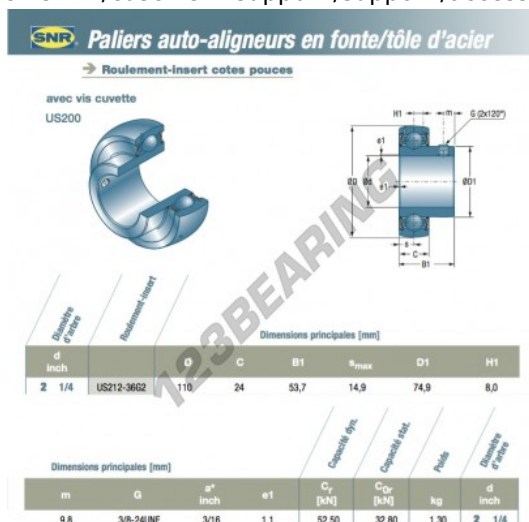 SNR Paliers auto-aligneurs en fonte/tôle d'acier
Roulement-insert cotes pouces
avec vis cuvette
US200
H1 m G (2x120°)
e1
ØD Ød e1 ØD1
s
C
B1
123BEARING
Diamètre d'arbre
Roulement-insert
Dimensions principales [mm]
d inch Ø C B1 smax D1 H1
2 1/4 US212-36G2 110 24 53,7 14,9 74,9 8,0
Dimensions principales [mm]
Capacité dyn.
Capacité stat.
Poids
Diamètre d'arbre
m G a* inch e1 Cr [kN] C0r [kN] kg d inch
9,8 3/8-24UNF 3/16 1,1 52,50 32,80 1,30 2 1/4